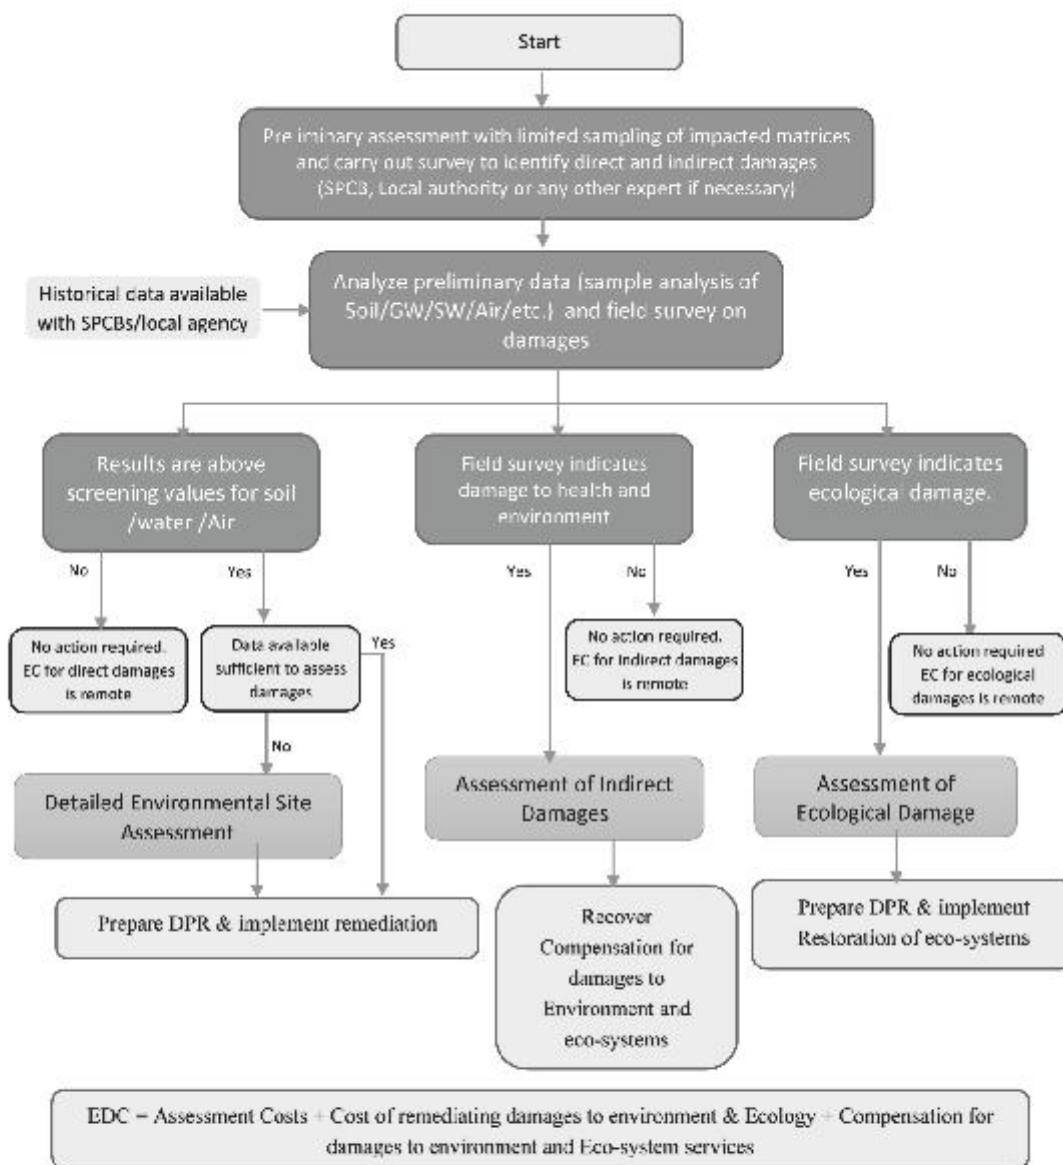 Start
Preliminary assessment with limited sampling of impacted matrices
and carry out survey to identify direct and indirect damages
(SPCB, Local authority or any other expert if necessary)
Analyze preliminary data (sample analysis of
Soil/GW/SW/Air/etc.) and field survey on
damages
Historical data available
with SPCBs/local agency
Results are above
screening values for soil
/water /Air
Field survey indicates
damage to health and
environment
Field survey indicates
ecological damage.
No
Yes
Yes
No
Yes
No
No action required.
EC for direct damages
is remote
Data available
sufficient to assess
damages
Yes
No action required.
EC for indirect damages
is remote
No action required
EC for ecological
damages is remote
No
Detailed Environmental Site
Assessment
Assessment of Indirect
Damages
Assessment of
Ecological Damage
Prepare DPR & implement remediation
Recover
Compensation for
damages to
Environment and
eco-systems
Prepare DPR & implement
Restoration of eco-systems
EDC = Assessment Costs + Cost of remediating damages to environment & Ecology + Compensation for
damages to environment and Eco-system services